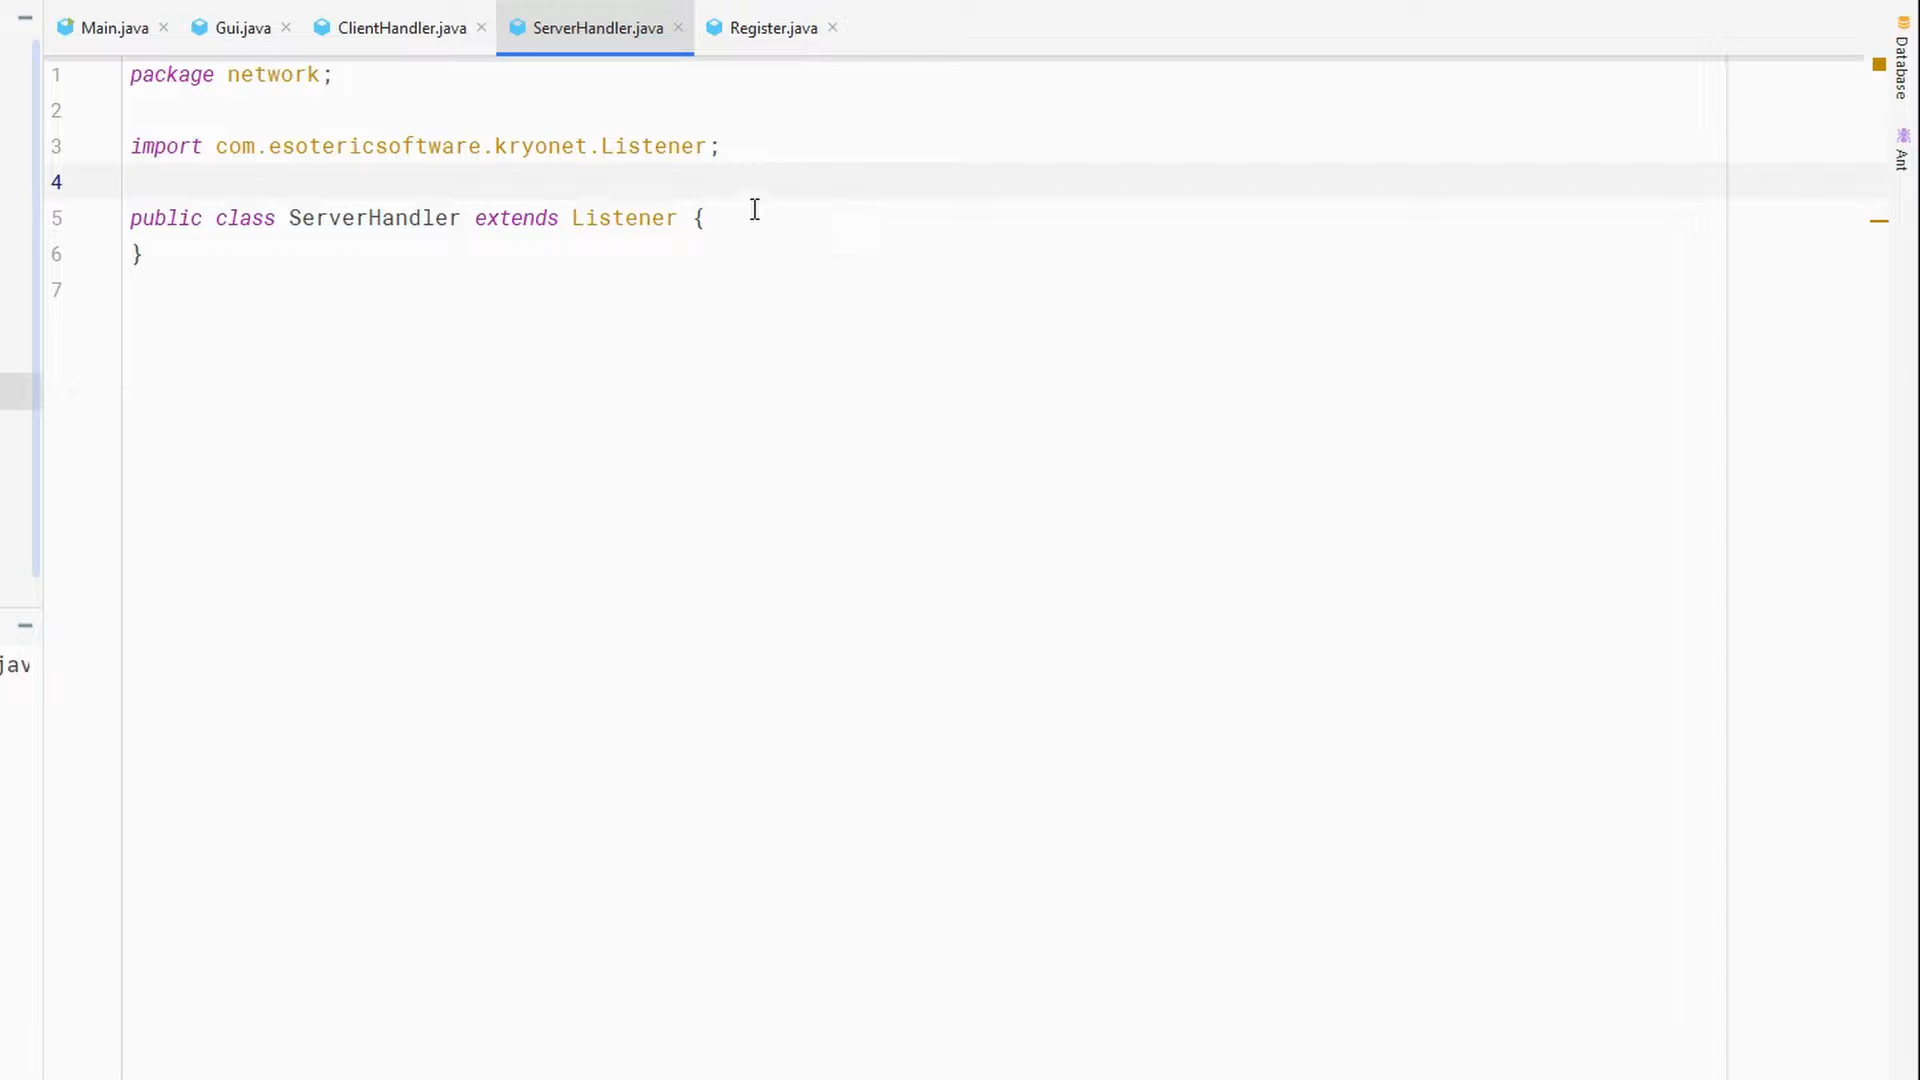 Main.java
Gui.java
ClientHandler.java
ServerHandler.java
Register.java
1 package network;
2
3 import com.esotericsoftware.kryonet.Listener;
4
5 public class ServerHandler extends Listener {
6 }
7
jav
Database
Ant